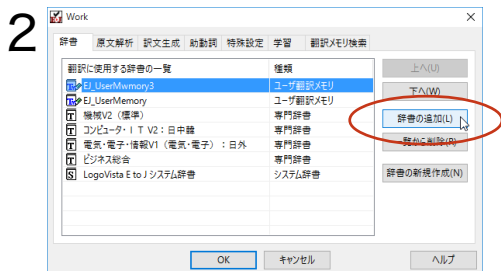 2
Work
辞書 原文解析 訳文生成 助動詞 特殊設定 学習 翻訳メモリ検索
翻訳に使用する辞書の一覧 種類
EJ_UserMwmory3 ユーザ翻訳メモリ
EJ_UserMemory ユーザ翻訳メモリ
機械V2（標準） 専門辞書
コンピュータ・ＩＴ V2：日中韓 専門辞書
電気・電子・情報V1（電気・電子）：日外 専門辞書
ビジネス総合 専門辞書
LogoVista E to J システム辞書 システム辞書
上へ(U)
下へ(W)
辞書の追加(L)
一覧から削除(R)
辞書の新規作成(N)
OK キャンセル ヘルプ